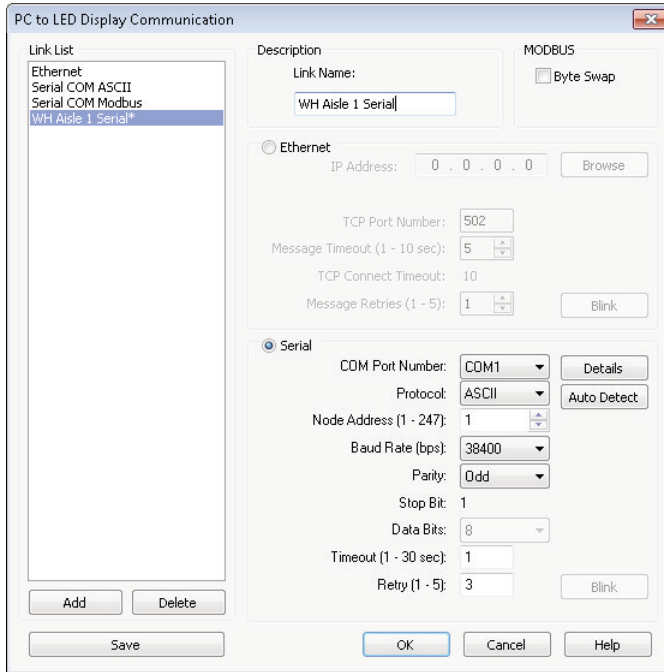 PC to LED Display Communication
Link List
Ethernet
Serial COM ASCII
Serial COM Modbus
WH Aisle 1 Serial*
Add Delete
Save
Description
Link Name:
WH Aisle 1 Serial
MODBUS
Byte Swap
Ethernet
IP Address: 0 . 0 . 0 . 0 Browse
TCP Port Number: 502
Message Timeout (1 - 10 sec): 5
TCP Connect Timeout: 10
Message Retries (1 - 5): 1 Blink
Serial
COM Port Number: COM1 Details
Protocol: ASCII Auto Detect
Node Address (1 - 247): 1
Baud Rate (bps): 38400
Parity: Odd
Stop Bit: 1
Data Bits: 8
Timeout (1 - 30 sec): 1
Retry (1 - 5): 3 Blink
OK Cancel Help